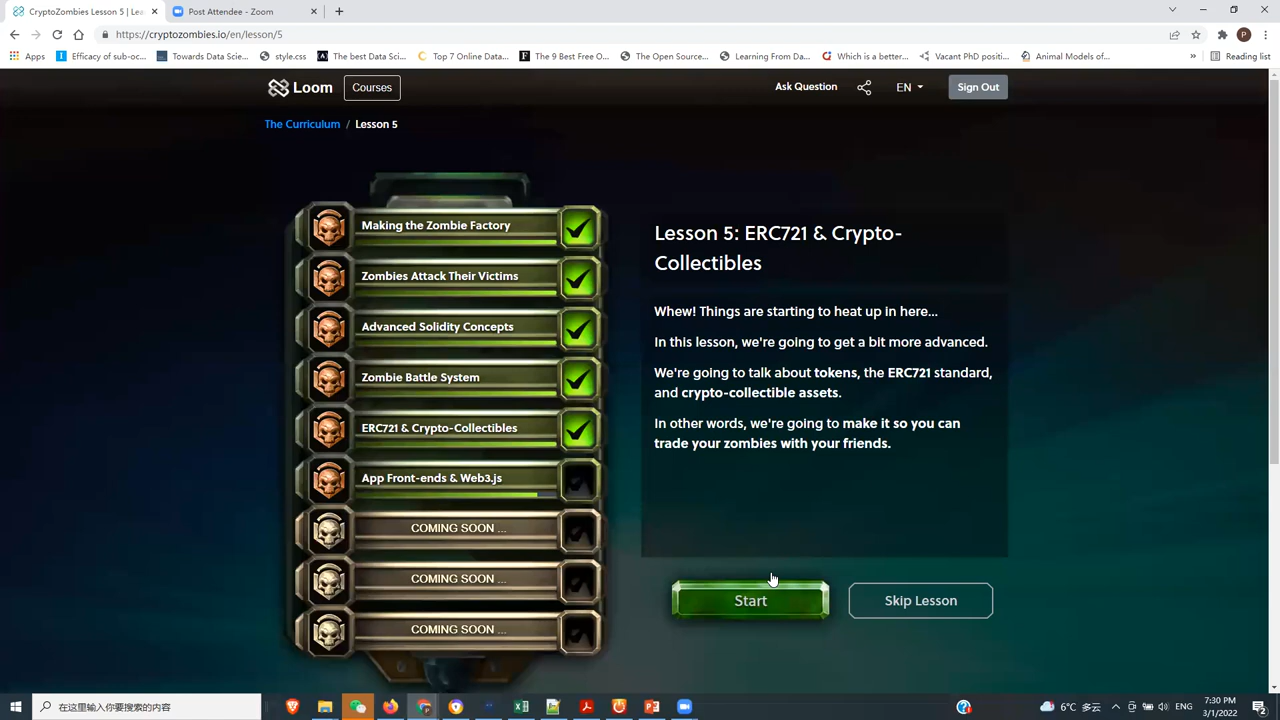 CryptoZombies Lesson 5 | Lea
Post Attendee - Zoom
https://cryptozombies.io/en/lesson/5
Apps
Efficacy of sub-oc...
Towards Data Scie...
style.css
The best Data Sci...
Top 7 Online Data...
The 9 Best Free O...
The Open Source...
Learning From Da...
Which is a better...
Vacant PhD positi...
Animal Models of...
»
Reading list
Loom
Courses
Ask Question
EN
Sign Out
The Curriculum / Lesson 5
Making the Zombie Factory
Zombies Attack Their Victims
Advanced Solidity Concepts
Zombie Battle System
ERC721 & Crypto-Collectibles
App Front-ends & Web3.js
COMING SOON ...
COMING SOON ...
COMING SOON ...
Lesson 5: ERC721 & Crypto-
Collectibles
Whew! Things are starting to heat up in here...
In this lesson, we're going to get a bit more advanced.
We're going to talk about tokens, the ERC721 standard,
and crypto-collectible assets.
In other words, we're going to make it so you can
trade your zombies with your friends.
Start
Skip Lesson
在这里输入你要搜索的内容
6°C 多云
7:30 PM
3/1/2022